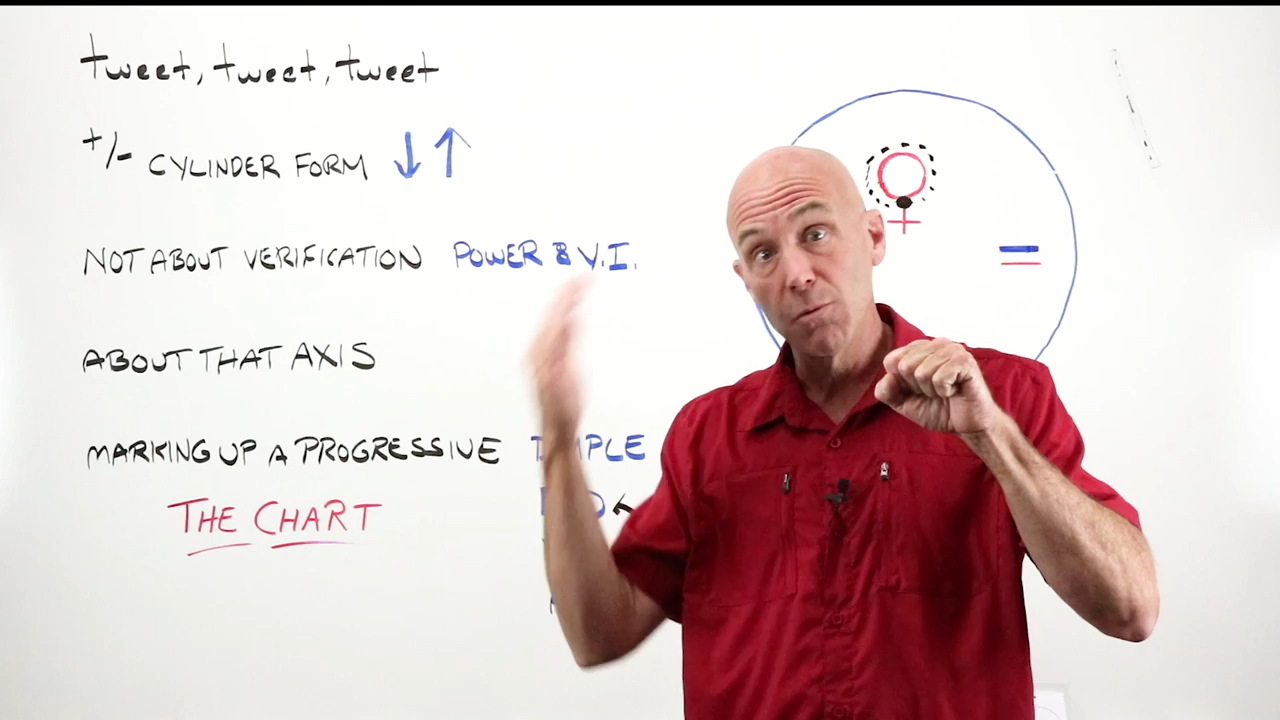 tweet, tweet, tweet
+/- CYLINDER FORM ↓↑
NOT ABOUT VERIFICATION POWER & V.I.
ABOUT THAT AXIS
MARKING UP A PROGRESSIVE
THE CHART